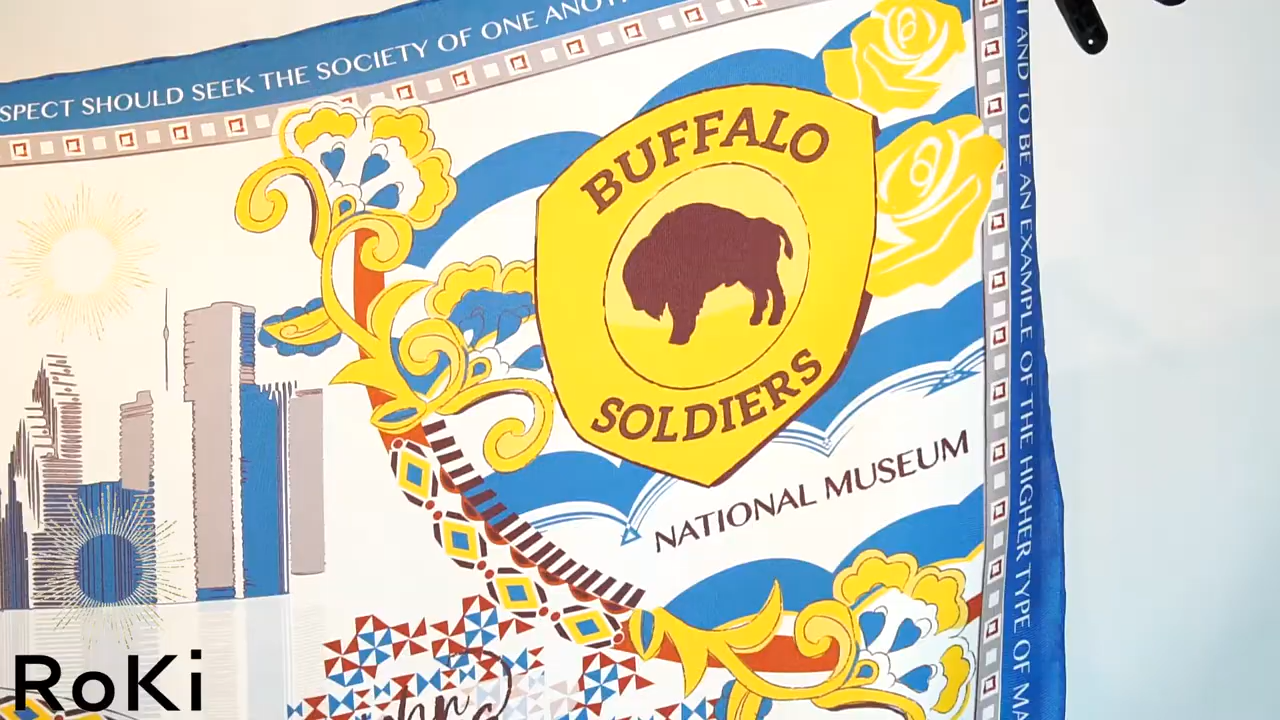 SPECT SHOULD SEEK THE SOCIETY OF ONE ANOT
AND TO BE AN EXAMPLE OF THE HIGHER TYPE OF MA
BUFFALO
SOLDIERS
NATIONAL MUSEUM
RoKi